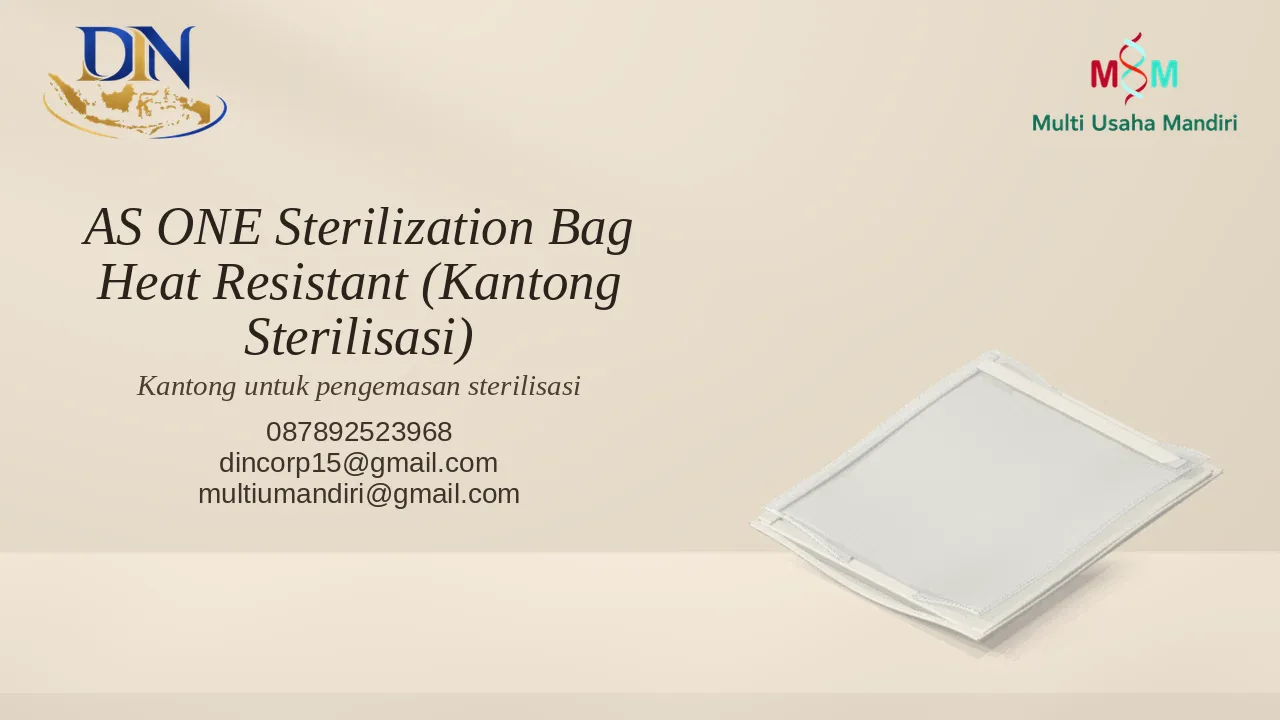 DIN
MSM
Multi Usaha Mandiri
AS ONE Sterilization Bag
Heat Resistant (Kantong
Sterilisasi)
Kantong untuk pengemasan sterilisasi
087892523968
dincorp15@gmail.com
multiumandiri@gmail.com